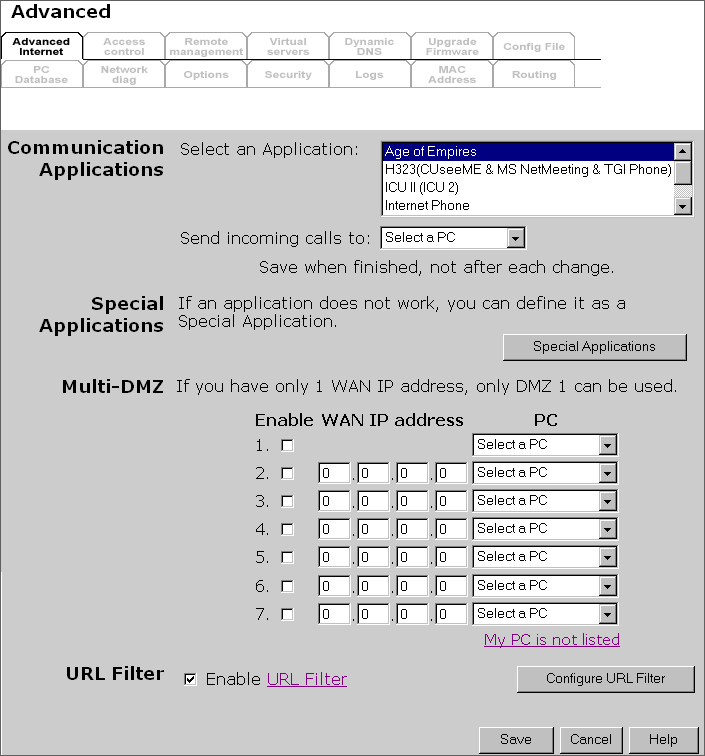 Advanced
Advanced Internet
Access control
Remote management
Virtual servers
Dynamic DNS
Upgrade Firmware
Config File
PC Database
Network diag
Options
Security
Logs
MAC Address
Routing
Communication Applications
Select an Application:
Age of Empires
H323(CUseeME & MS NetMeeting & TGI Phone)
ICU II (ICU 2)
Internet Phone
Send incoming calls to: Select a PC
Save when finished, not after each change.
Special Applications
If an application does not work, you can define it as a
Special Application.
Special Applications
Multi-DMZ
If you have only 1 WAN IP address, only DMZ 1 can be used.
Enable WAN IP address PC
1. Select a PC
2. 0 . 0 . 0 . 0 Select a PC
3. 0 . 0 . 0 . 0 Select a PC
4. 0 . 0 . 0 . 0 Select a PC
5. 0 . 0 . 0 . 0 Select a PC
6. 0 . 0 . 0 . 0 Select a PC
7. 0 . 0 . 0 . 0 Select a PC
My PC is not listed
URL Filter
Enable URL Filter
Configure URL Filter
Save Cancel Help